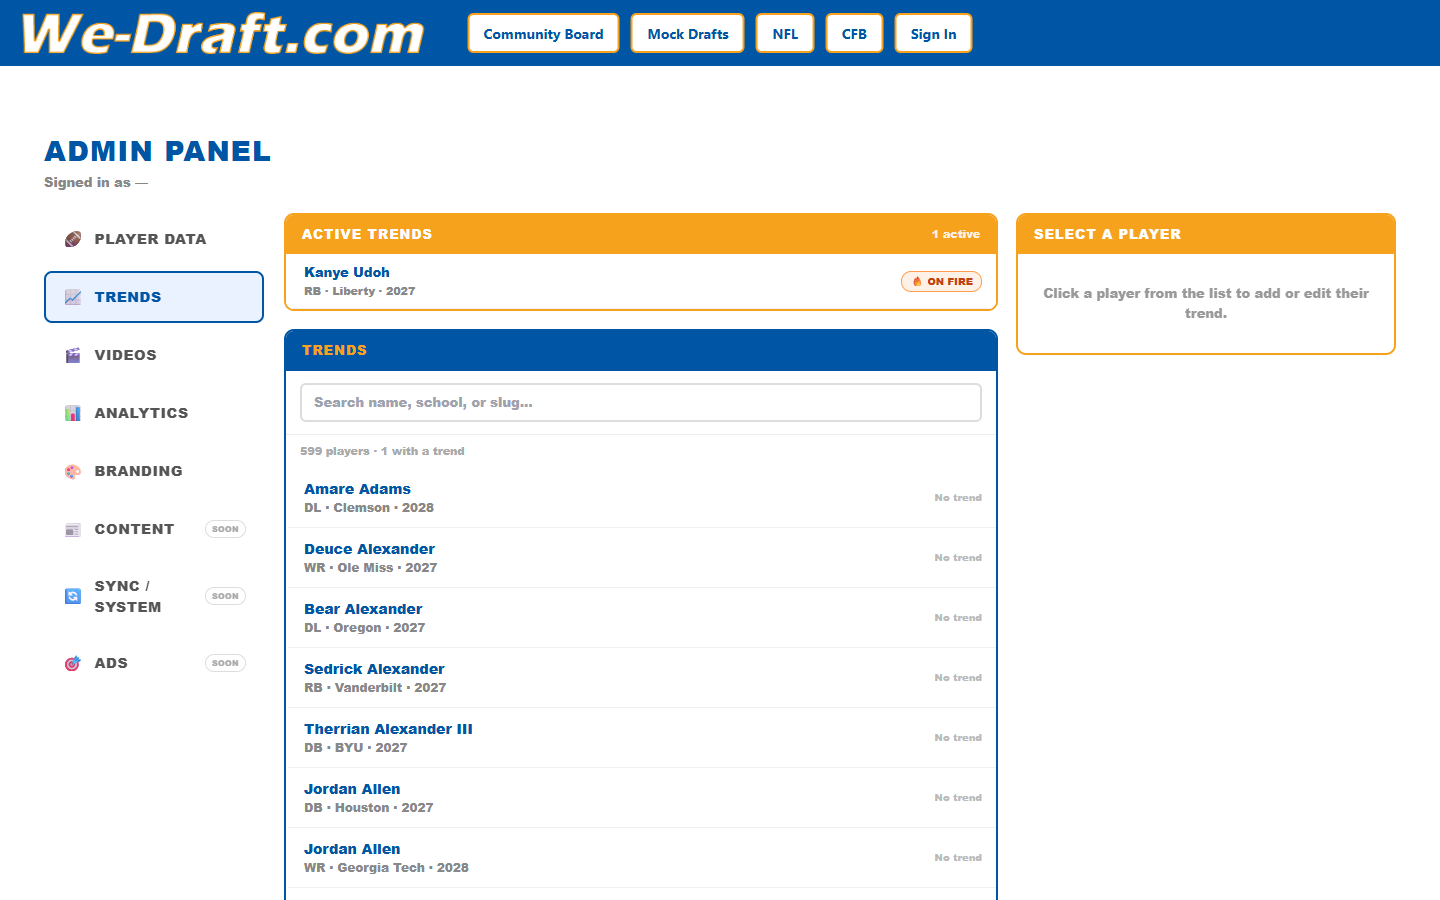 We-Draft.com
Community Board
Mock Drafts
NFL
CFB
Sign In
ADMIN PANEL
Signed in as —
PLAYER DATA
TRENDS
VIDEOS
ANALYTICS
BRANDING
CONTENT
SOON
SYNC /
SYSTEM
SOON
ADS
SOON
ACTIVE TRENDS
1 active
Kanye Udoh
RB • Liberty • 2027
ON FIRE
TRENDS
Search name, school, or slug...
599 players · 1 with a trend
Amare Adams
DL • Clemson • 2028
No trend
Deuce Alexander
WR • Ole Miss • 2027
No trend
Bear Alexander
DL • Oregon • 2027
No trend
Sedrick Alexander
RB • Vanderbilt • 2027
No trend
Therrian Alexander III
DB • BYU • 2027
No trend
Jordan Allen
DB • Houston • 2027
No trend
Jordan Allen
WR • Georgia Tech • 2028
No trend
SELECT A PLAYER
Click a player from the list to add or edit their
trend.